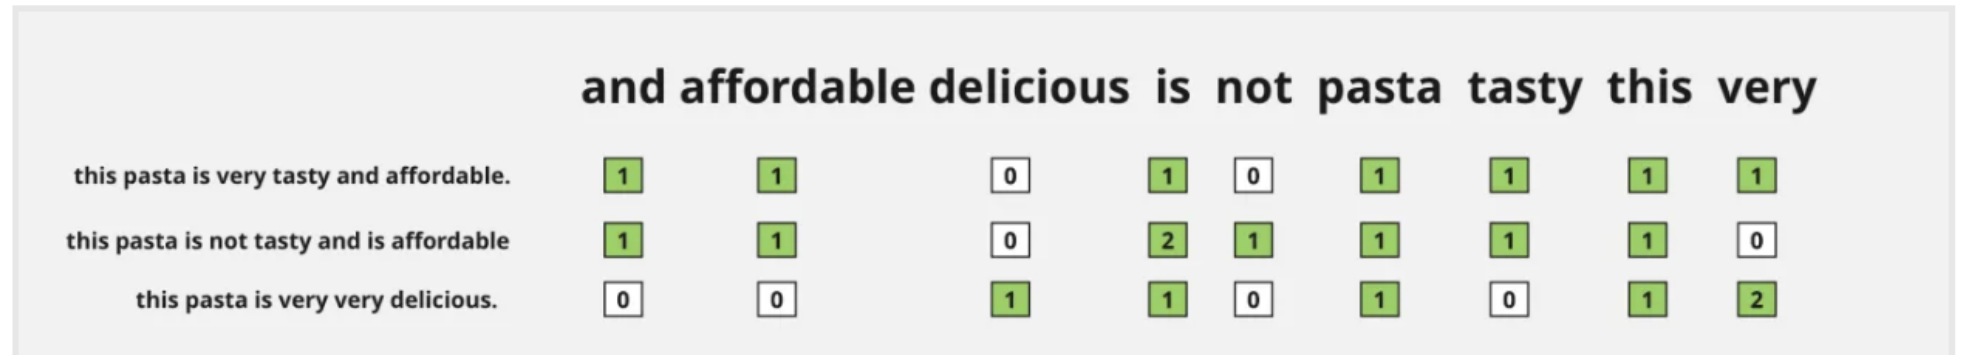 and affordable delicious is not pasta tasty this very
this pasta is very tasty and affordable. 1 1 0 1 0 1 1 1 1
this pasta is not tasty and is affordable 1 1 0 2 1 1 1 1 0
this pasta is very very delicious. 0 0 1 1 0 1 0 1 2